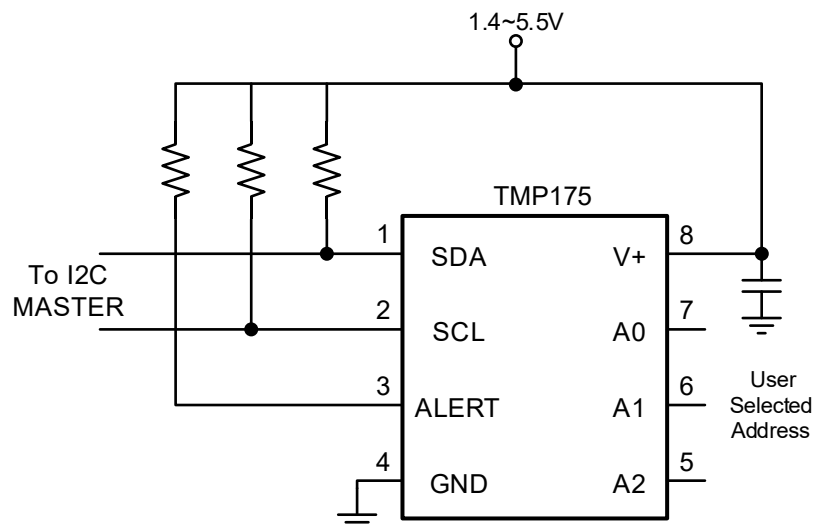 1.4~5.5V
TMP175
1
SDA
V+
8
To I2C
MASTER
2
SCL
A0
7
3
ALERT
A1
6
User
Selected
Address
4
GND
A2
5